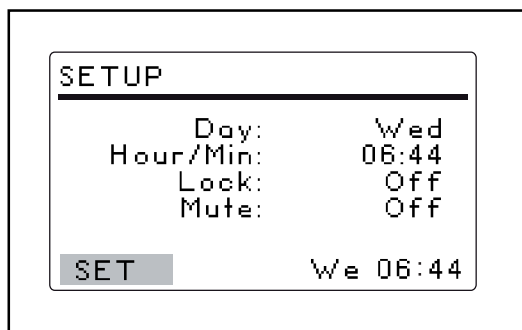 SETUP
Day: Wed
Hour/Min: 06:44
Lock: Off
Mute: Off
SET We 06:44